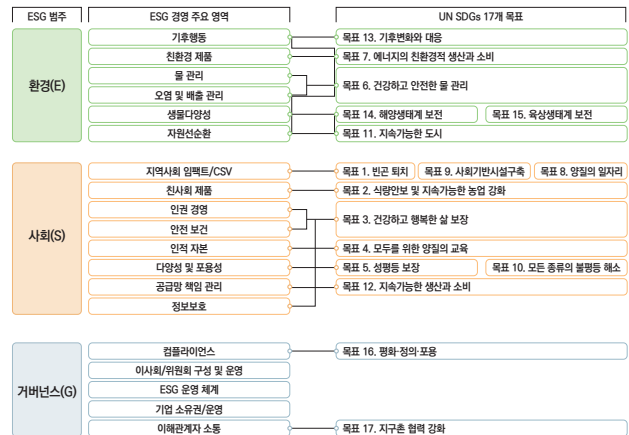 ESG 범주 ESG 경영 주요 영역 UN SDGs 17개 목표
환경(E)
기후행동 목표 13. 기후변화와 대응
친환경 제품 목표 7. 에너지의 친환경적 생산과 소비
물 관리
목표 6. 건강하고 안전한 물 관리
오염 및 배출 관리
생물다양성 목표 14. 해양생태계 보전 목표 15. 육상생태계 보전
자원선순환 목표 11. 지속가능한 도시
사회(S)
지역사회 임팩트/CSV 목표 1. 빈곤 퇴치 목표 9. 사회기반시설구축 목표 8. 양질의 일자리
친사회 제품 목표 2. 식량안보 및 지속가능한 농업 강화
인권 경영
목표 3. 건강하고 행복한 삶 보장
안전 보건
인적 자본 목표 4. 모두를 위한 양질의 교육
다양성 및 포용성 목표 5. 성평등 보장 목표 10. 모든 종류의 불평등 해소
공급망 책임 관리 목표 12. 지속가능한 생산과 소비
정보보호
거버넌스(G)
컴플라이언스 목표 16. 평화·정의·포용
이사회/위원회 구성 및 운영
ESG 운영 체계
기업 소유권/운영
이해관계자 소통 목표 17. 지구촌 협력 강화